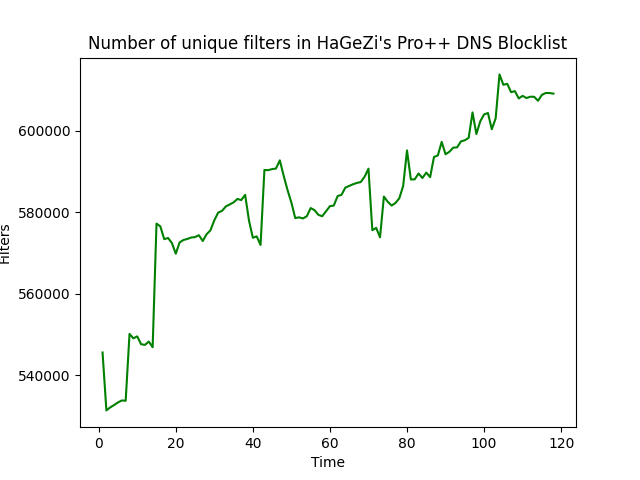 Number of unique filters in HaGeZi's Pro++ DNS Blocklist
600000
580000
560000
540000
Filters
0 20 40 60 80 100 120
Time